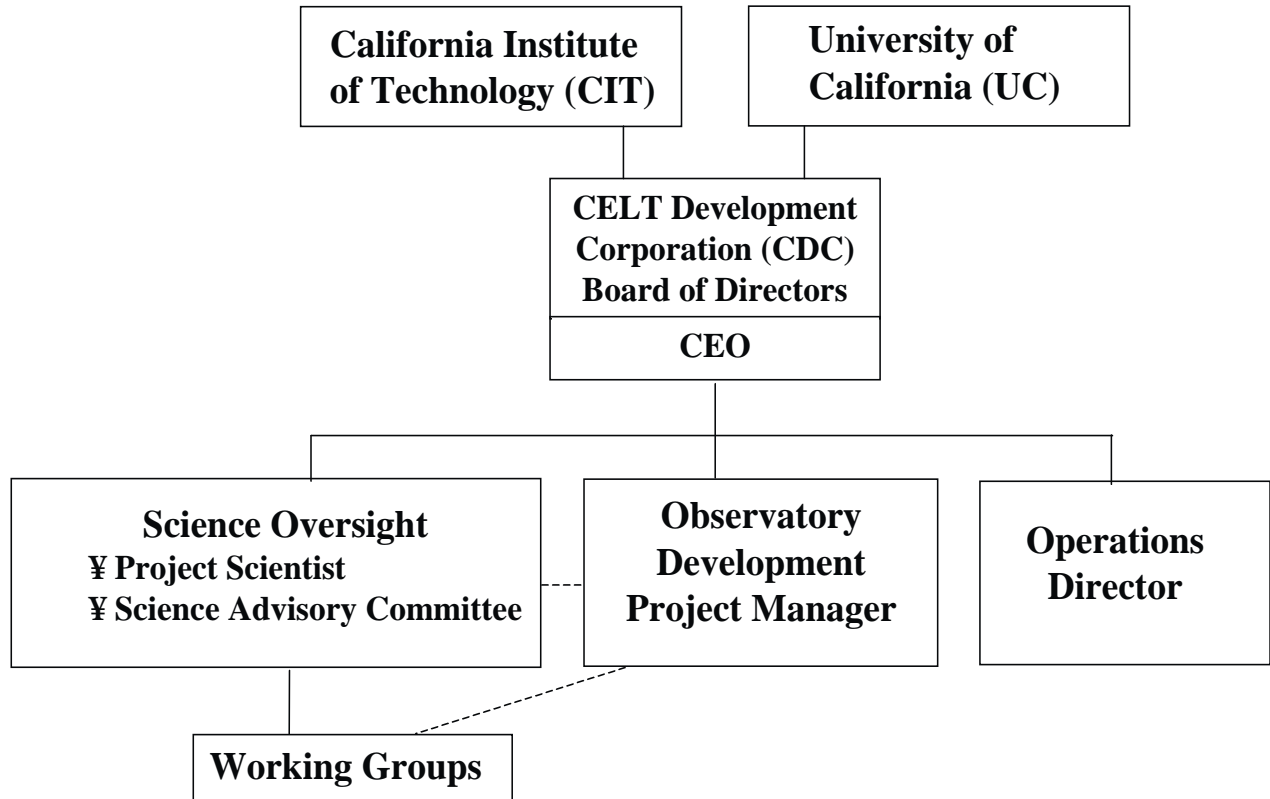 California Institute
of Technology (CIT)
University of
California (UC)
CELT Development
Corporation (CDC)
Board of Directors
CEO
Science Oversight
¥ Project Scientist
¥ Science Advisory Committee
Observatory
Development
Project Manager
Operations
Director
Working Groups